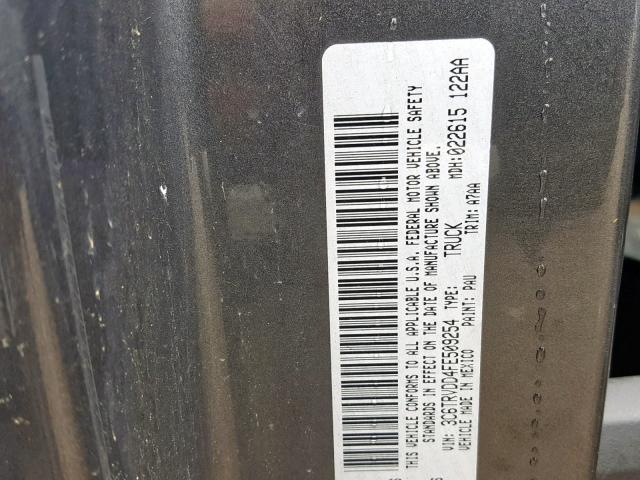 THIS VEHICLE CONFORMS TO ALL APPLICABLE U.S.A. FEDERAL MOTOR VEHICLE SAFETY
STANDARDS IN EFFECT ON THE DATE OF MANUFACTURE SHOWN ABOVE.
VIN: 3C6TRVDD4FE509254 TYPE: TRUCK MDH: 022615 122AA
VEHICLE MADE IN MEXICO PAINT: PAU TRIM: A7AA